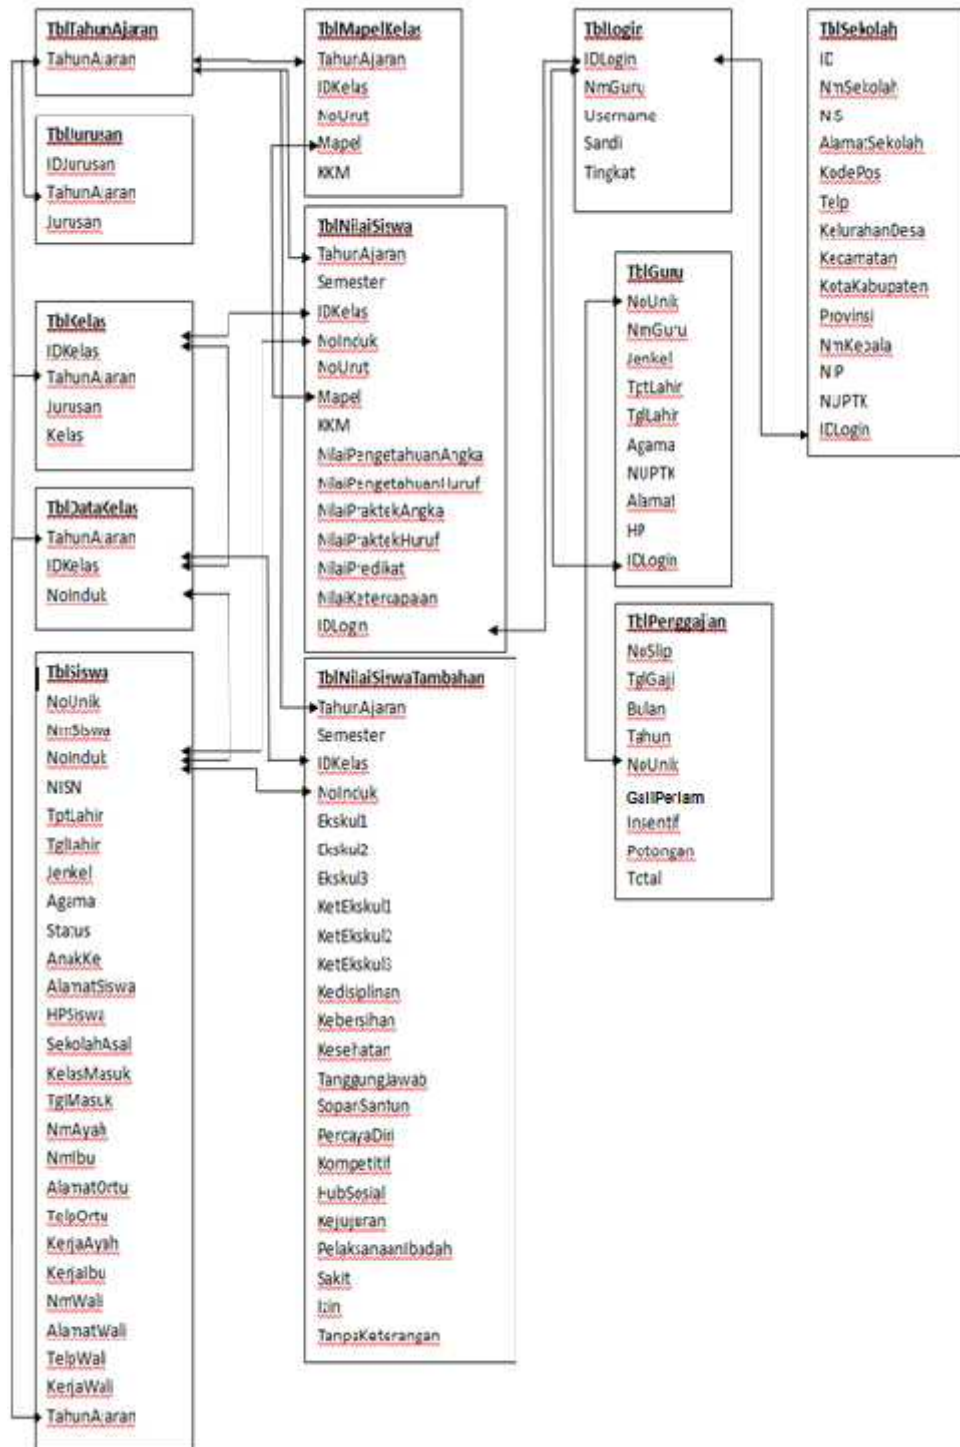 TblTahunAjaran
TahunAjaran
TblJurusan
IDJurusan
TahunAjaran
Jurusan
TblKelas
IDKelas
TahunAjaran
Jurusan
Kelas
TblDataKelas
TahunAjaran
IDKelas
NoInduk
TblSiswa
NoUnik
NmSiswa
NoInduk
NISN
TptLahir
TglLahir
Jenkel
Agama
Status
AnakKe
AlamatSiswa
HPSiswa
SekolahAsal
KelasMasuk
TglMasuk
NmAyah
NmIbu
AlamatOrtu
TelpOrtu
KerjaAyah
KerjaIbu
NmWali
AlamatWali
TelpWali
KerjaWali
TahunAjaran
TblMapelKelas
TahunAjaran
IDKelas
NoUrut
Mapel
KKM
TblNilaiSiswa
TahunAjaran
Semester
IDKelas
NoInduk
NoUrut
Mapel
KKM
NilaiPengetahuanAngka
NilaiPengetahuanHuruf
NilaiPraktekAngka
NilaiPraktekHuruf
NilaiPredikat
NilaiKetercapaian
IDLogin
TblNilaiSiswaTambahan
TahunAjaran
Semester
IDKelas
NoInduk
Ekskul1
Ekskul2
Ekskul3
KetEkskul1
KetEkskul2
KetEkskul3
Kedisiplinan
Kebersihan
Kesehatan
TanggungJawab
SopanSantun
PercayaDiri
Kompetitif
HubSosial
Kejujuran
PelaksanaanIbadah
Sakit
Izin
TanpaKeterangan
TblLogin
IDLogin
NmGuru
Username
Sandi
Tingkat
TblGuru
NoUnik
NmGuru
Jenkel
TptLahir
TglLahir
Agama
NUPTK
Alamat
HP
IDLogin
TblPenggajian
NoSlip
TglGaji
Bulan
Tahun
NoUnik
GajiPerjam
Insentif
Potongan
Total
TblSekolah
ID
NmSekolah
NIS
AlamatSekolah
KodePos
Telp
KelurahanDesa
Kecamatan
KotaKabupaten
Provinsi
NmKepala
NIP
NUPTK
IDLogin